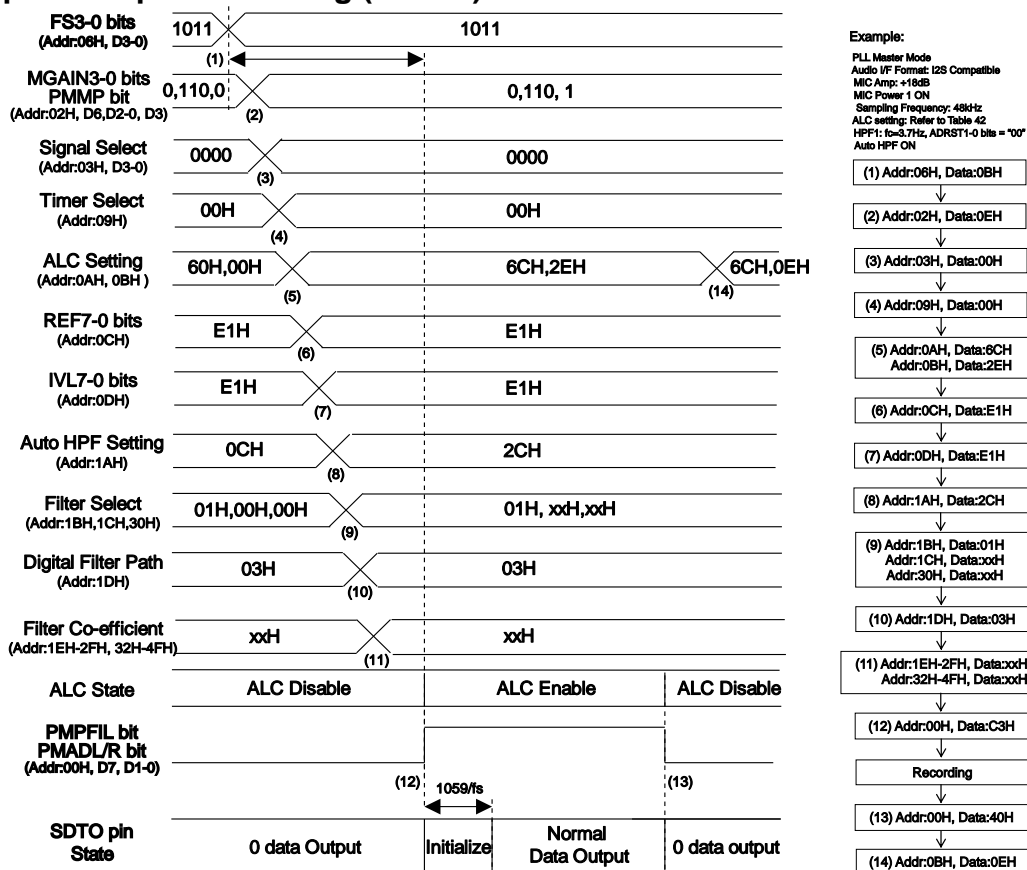 FS3-0 bits
(Addr:06H, D3-0)
1011
1011
(1)
MGAIN3-0 bits
PMMP bit
(Addr:02H, D6,D2-0, D3)
0,110,0
0,110, 1
(2)
Signal Select
(Addr:03H, D3-0)
0000
0000
(3)
Timer Select
(Addr:09H)
00H
00H
(4)
ALC Setting
(Addr:0AH, 0BH )
60H,00H
6CH,2EH
6CH,0EH
(5)
(14)
REF7-0 bits
(Addr:0CH)
E1H
E1H
(6)
IVL7-0 bits
(Addr:0DH)
E1H
E1H
(7)
Auto HPF Setting
(Addr:1AH)
0CH
2CH
(8)
Filter Select
(Addr:1BH,1CH,30H)
01H,00H,00H
01H, xxH,xxH
(9)
Digital Filter Path
(Addr:1DH)
03H
03H
(10)
Filter Co-efficient
(Addr:1EH-2FH, 32H-4FH)
xxH
xxH
(11)
ALC State
ALC Disable
ALC Enable
ALC Disable
PMPFIL bit
PMADL/R bit
(Addr:00H, D7, D1-0)
(12)
(13)
1059/fs
SDTO pin
State
0 data Output
Initialize
Normal
Data Output
0 data output
Example:
PLL Master Mode
Audio I/F Format: I2S Compatible
MIC Amp: +18dB
MIC Power 1 ON
Sampling Frequency: 48kHz
ALC setting: Refer to Table 42
HPF1: fc=3.7Hz, ADRST1-0 bits = "00"
Auto HPF ON
(1) Addr:06H, Data:0BH
(2) Addr:02H, Data:0EH
(3) Addr:03H, Data:00H
(4) Addr:09H, Data:00H
(5) Addr:0AH, Data:6CH
Addr:0BH, Data:2EH
(6) Addr:0CH, Data:E1H
(7) Addr:0DH, Data:E1H
(8) Addr:1AH, Data:2CH
(9) Addr:1BH, Data:01H
Addr:1CH, Data:xxH
Addr:30H, Data:xxH
(10) Addr:1DH, Data:03H
(11) Addr:1EH-2FH, Data:xxH
Addr:32H-4FH, Data:xxH
(12) Addr:00H, Data:C3H
Recording
(13) Addr:00H, Data:40H
(14) Addr:0BH, Data:0EH